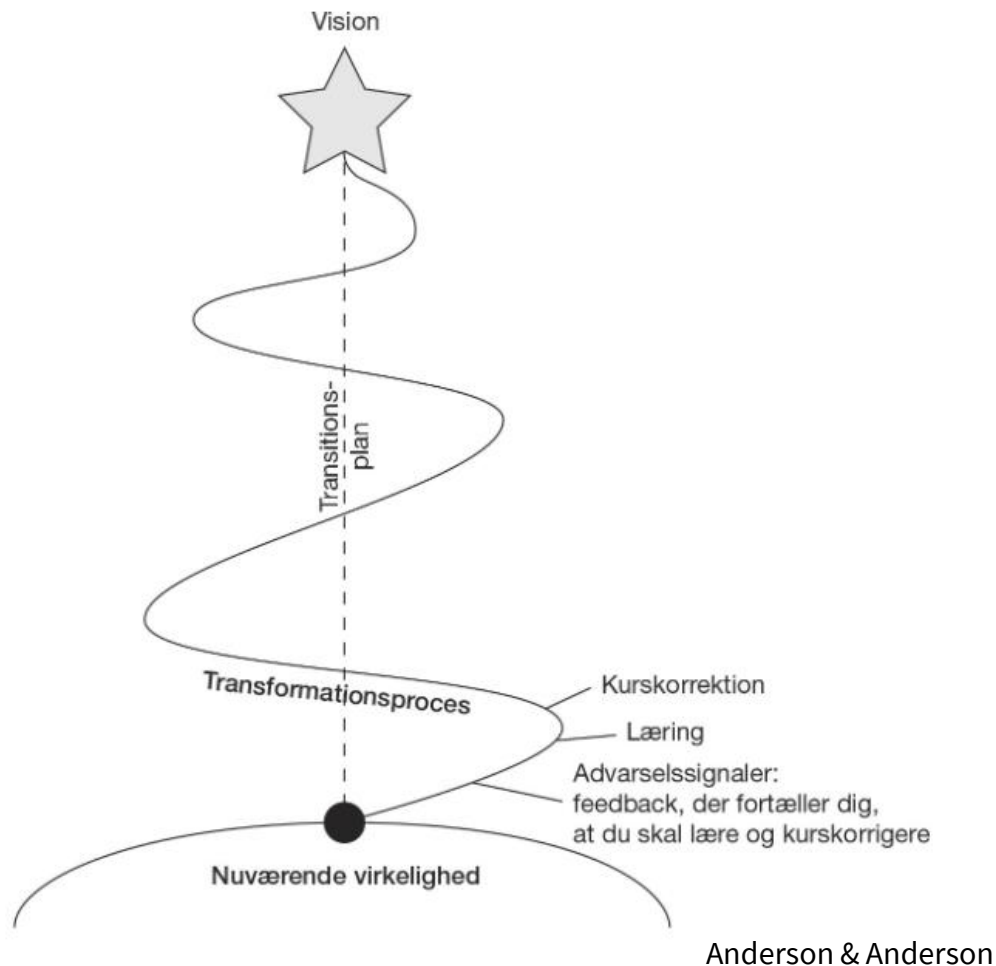 Vision
Transitions-
plan
Transformationsproces
Kurskorrektion
Læring
Advarselssignaler:
feedback, der fortæller dig,
at du skal lære og kurskorrigere
Nuværende virkelighed
Anderson & Anderson